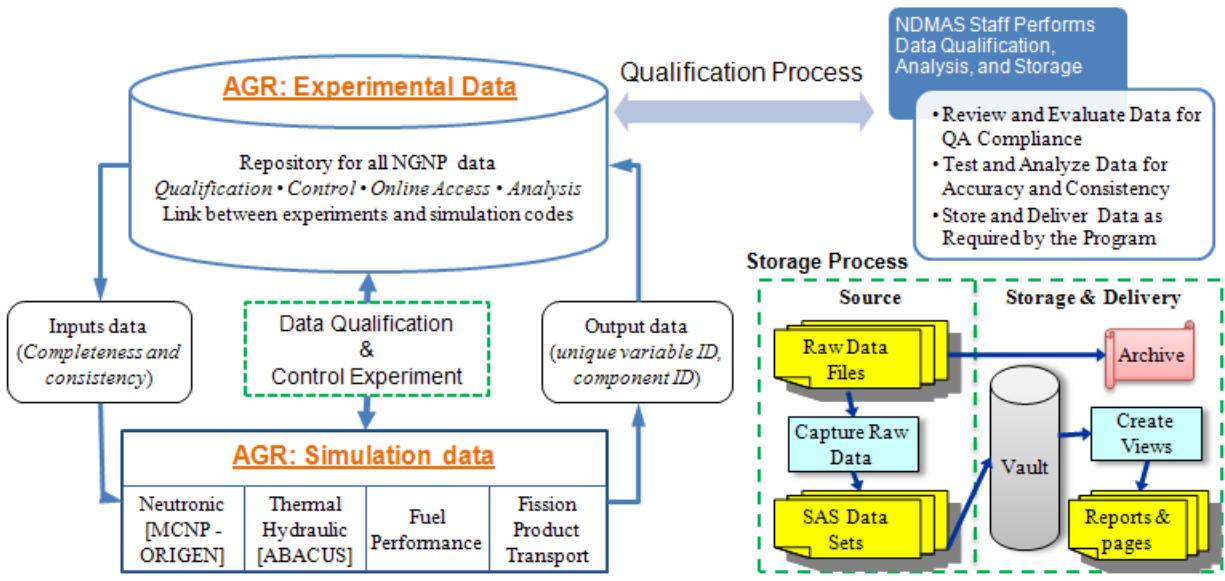 NDMAS Staff Performs
Data Qualification,
Analysis, and Storage
Qualification Process
• Review and Evaluate Data for
QA Compliance
• Test and Analyze Data for
Accuracy and Consistency
• Store and Deliver Data as
Required by the Program
AGR: Experimental Data
Repository for all NGNP data
Qualification • Control • Online Access • Analysis
Link between experiments and simulation codes
Inputs data
(Completeness and
consistency)
Data Qualification
&
Control Experiment
Output data
(unique variable ID,
component ID)
AGR: Simulation data
Neutronic
[MCNP -
ORIGEN]
Thermal
Hydraulic
[ABACUS]
Fuel
Performance
Fission
Product
Transport
Storage Process
Source
Storage & Delivery
Raw Data
Files
Archive
Capture Raw
Data
Vault
Create
Views
SAS Data
Sets
Reports &
pages